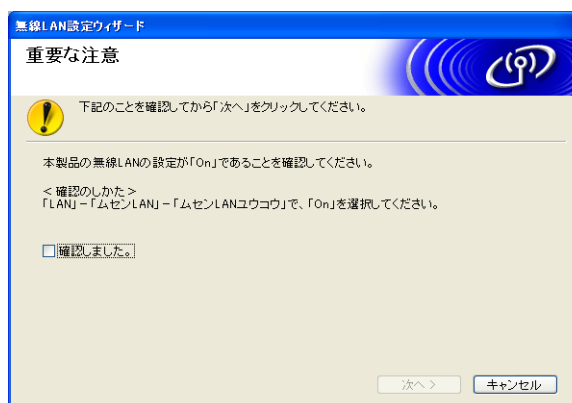 無線LAN設定ウィザード
重要な注意
下記のことを確認してから「次へ」をクリックしてください。
本製品の無線LANの設定が「On」であることを確認してください。
<確認のしかた>
「LAN」-「ムセンLAN」-「ムセンLANユウコウ」で、「On」を選択してください。
確認しました。
次へ >
キャンセル